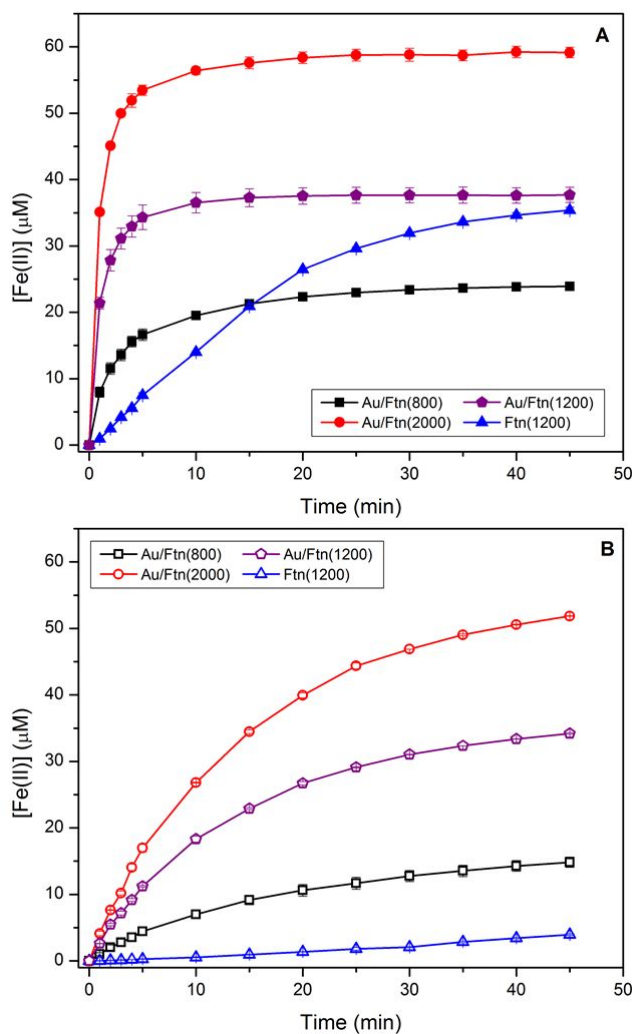 A
60
50
40
30
20
10
0
[Fe(II)] (μM)
Au/Ftn(800) Au/Ftn(1200)
Au/Ftn(2000) Ftn(1200)
0 10 20 30 40 50
Time (min)
B
Au/Ftn(800) Au/Ftn(1200)
Au/Ftn(2000) Ftn(1200)
60
50
40
30
20
10
0
[Fe(II)] (μM)
0 10 20 30 40 50
Time (min)